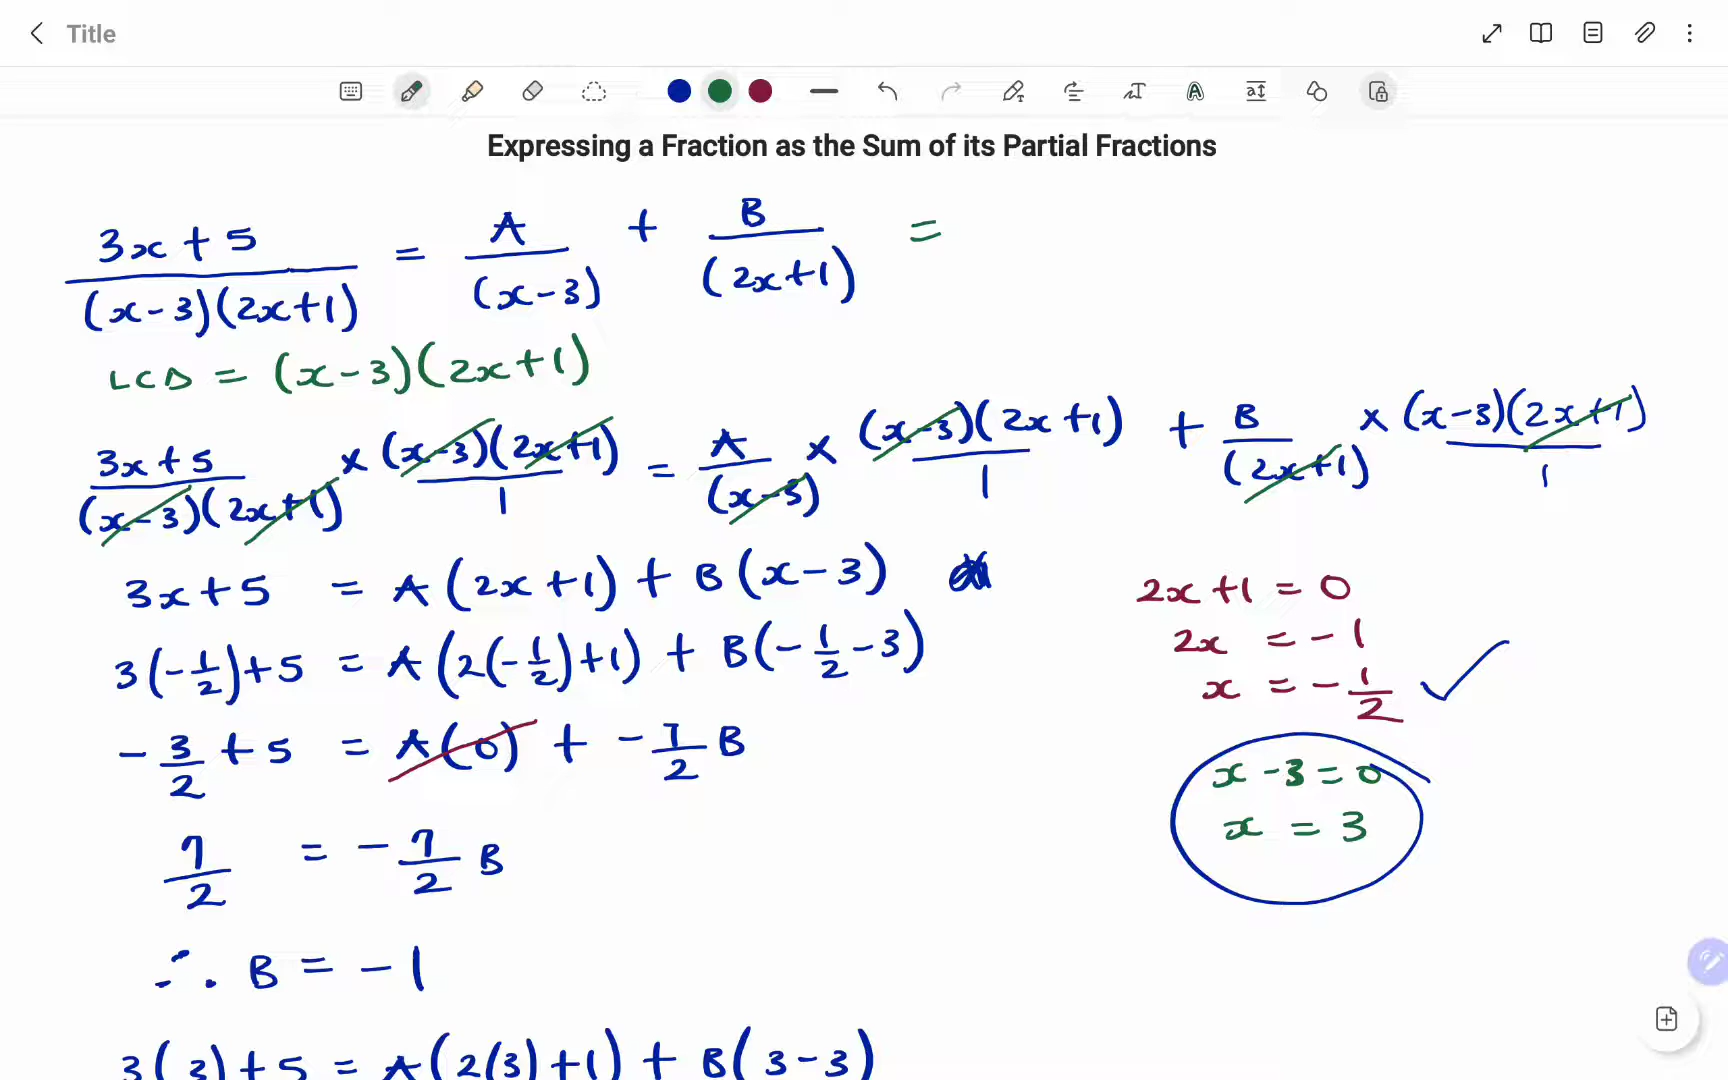 Title
Expressing a Fraction as the Sum of its Partial Fractions
3x + 5 / (x - 3)(2x + 1) = A / (x - 3) + B / (2x + 1) =
LCD = (x - 3)(2x + 1)
3x + 5 / (x - 3)(2x + 1) × (x - 3)(2x + 1) / 1 = A / (x - 3) × (x - 3)(2x + 1) / 1 + B / (2x + 1) × (x - 3)(2x + 1) / 1
3x + 5 = A(2x + 1) + B(x - 3)
3(-1/2) + 5 = A(2(-1/2) + 1) + B(-1/2 - 3)
-3/2 + 5 = A(0) + -7/2 B
7/2 = -7/2 B
∴ B = -1
3(3) + 5 = A(2(3) + 1) + B(3 - 3)
2x + 1 = 0
2x = -1
x = -1/2 ✓
x - 3 = 0
x = 3